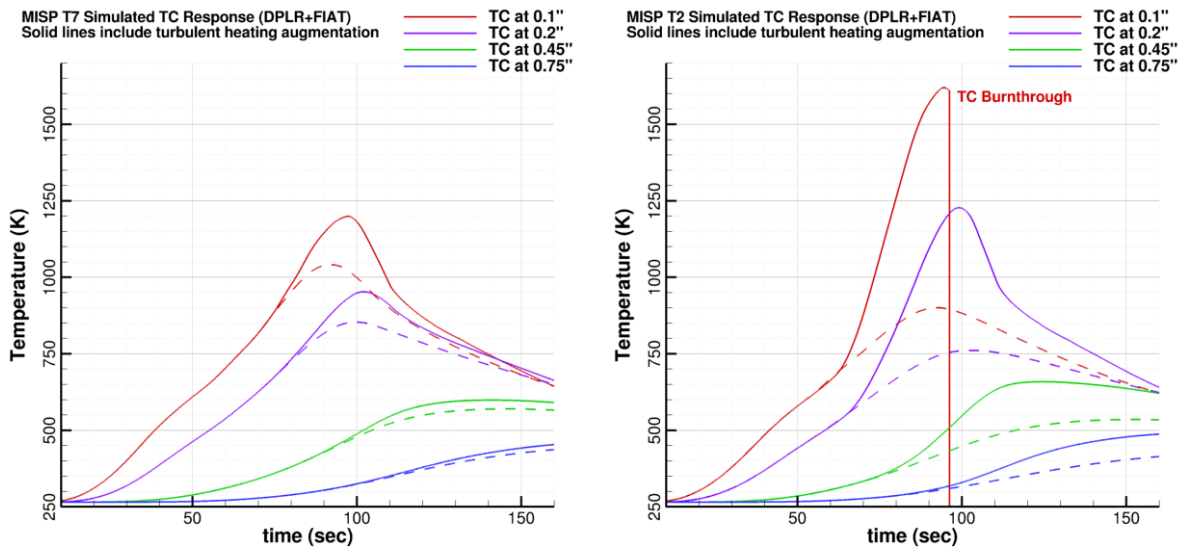 MISP T7 Simulated TC Response (DPLR+FIAT)
Solid lines include turbulent heating augmentation
TC at 0.1"
TC at 0.2"
TC at 0.45"
TC at 0.75"
Temperature (K)
1500
1250
1000
750
500
250
50
100
150
time (sec)
MISP T2 Simulated TC Response (DPLR+FIAT)
Solid lines include turbulent heating augmentation
TC at 0.1"
TC at 0.2"
TC at 0.45"
TC at 0.75"
TC Burnthrough
Temperature (K)
1500
1250
1000
750
500
250
50
100
150
time (sec)